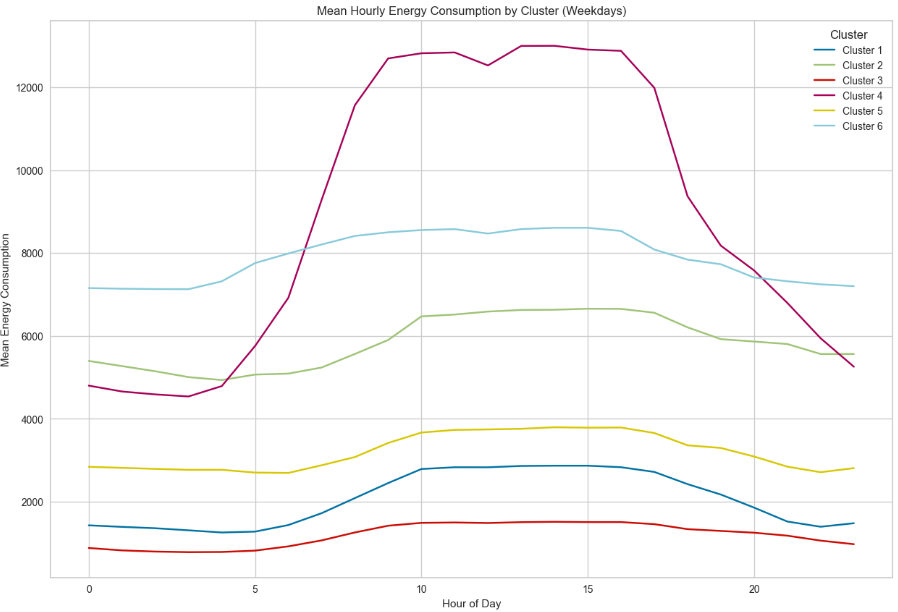 Mean Hourly Energy Consumption by Cluster (Weekdays)
Cluster
Cluster 1
Cluster 2
Cluster 3
Cluster 4
Cluster 5
Cluster 6
Mean Energy Consumption
12000
10000
8000
6000
4000
2000
0
5
10
15
20
Hour of Day